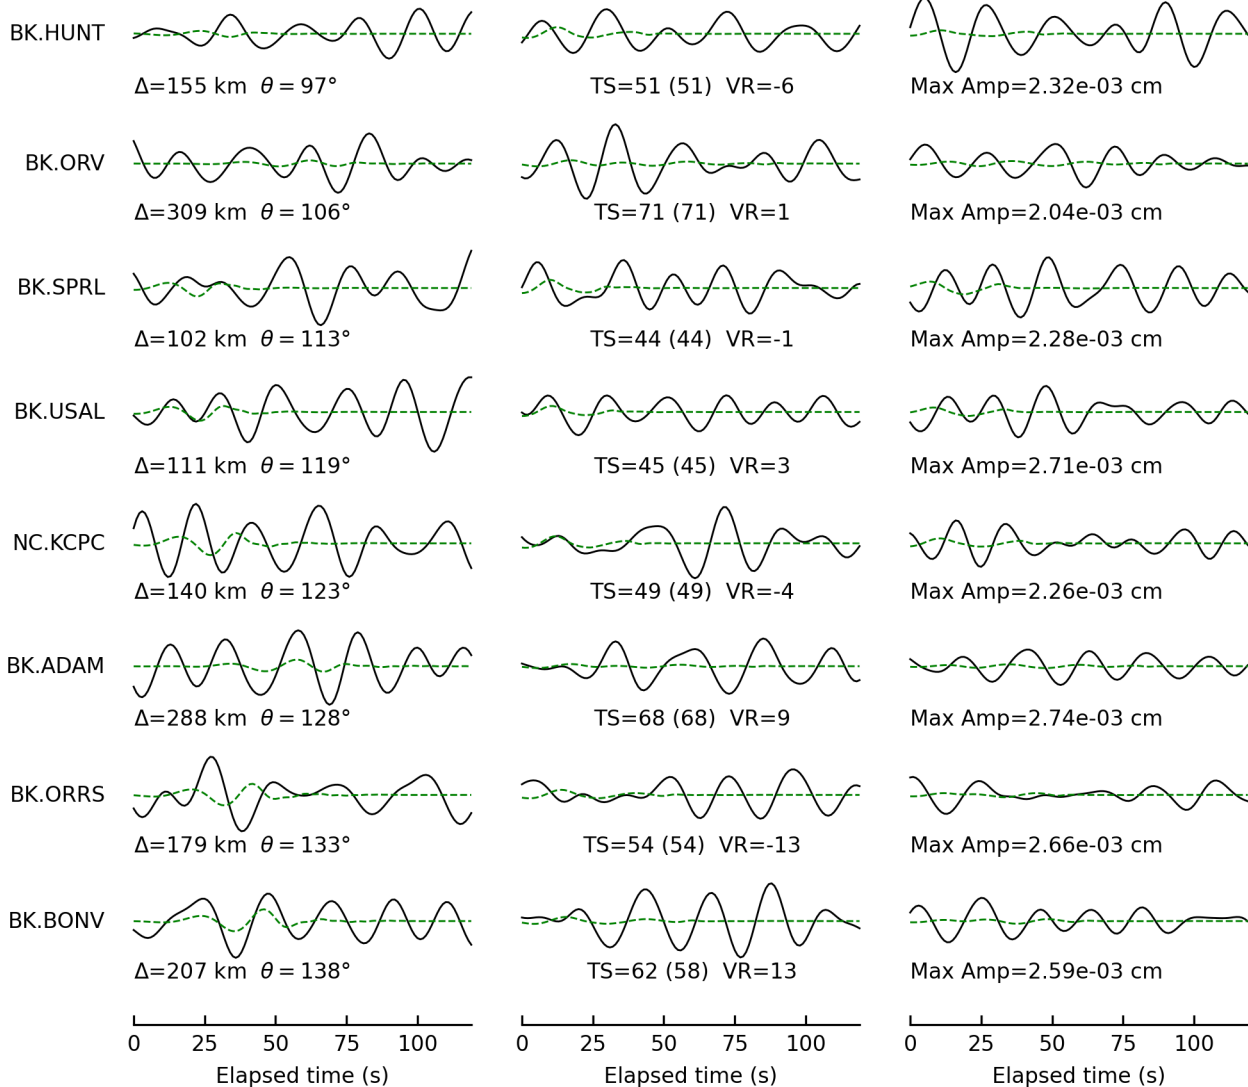 BK.HUNT
Δ=155 km θ = 97° TS=51 (51) VR=-6 Max Amp=2.32e-03 cm
BK.ORV
Δ=309 km θ = 106° TS=71 (71) VR=1 Max Amp=2.04e-03 cm
BK.SPRL
Δ=102 km θ = 113° TS=44 (44) VR=-1 Max Amp=2.28e-03 cm
BK.USAL
Δ=111 km θ = 119° TS=45 (45) VR=3 Max Amp=2.71e-03 cm
NC.KCPC
Δ=140 km θ = 123° TS=49 (49) VR=-4 Max Amp=2.26e-03 cm
BK.ADAM
Δ=288 km θ = 128° TS=68 (68) VR=9 Max Amp=2.74e-03 cm
BK.ORRS
Δ=179 km θ = 133° TS=54 (54) VR=-13 Max Amp=2.66e-03 cm
BK.BONV
Δ=207 km θ = 138° TS=62 (58) VR=13 Max Amp=2.59e-03 cm
0 25 50 75 100 0 25 50 75 100 0 25 50 75 100
Elapsed time (s) Elapsed time (s) Elapsed time (s)